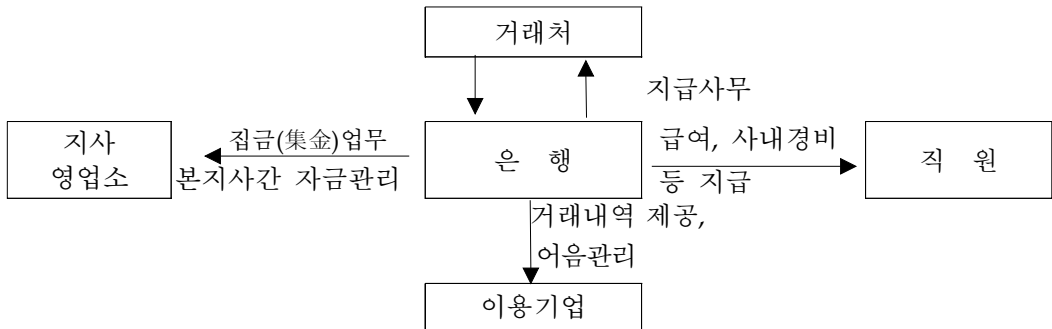 거래처
지급사무
지사
영업소
집금(集金)업무
본지사간 자금관리
은 행
급여, 사내경비
등 지급
직 원
거래내역 제공,
어음관리
이용기업